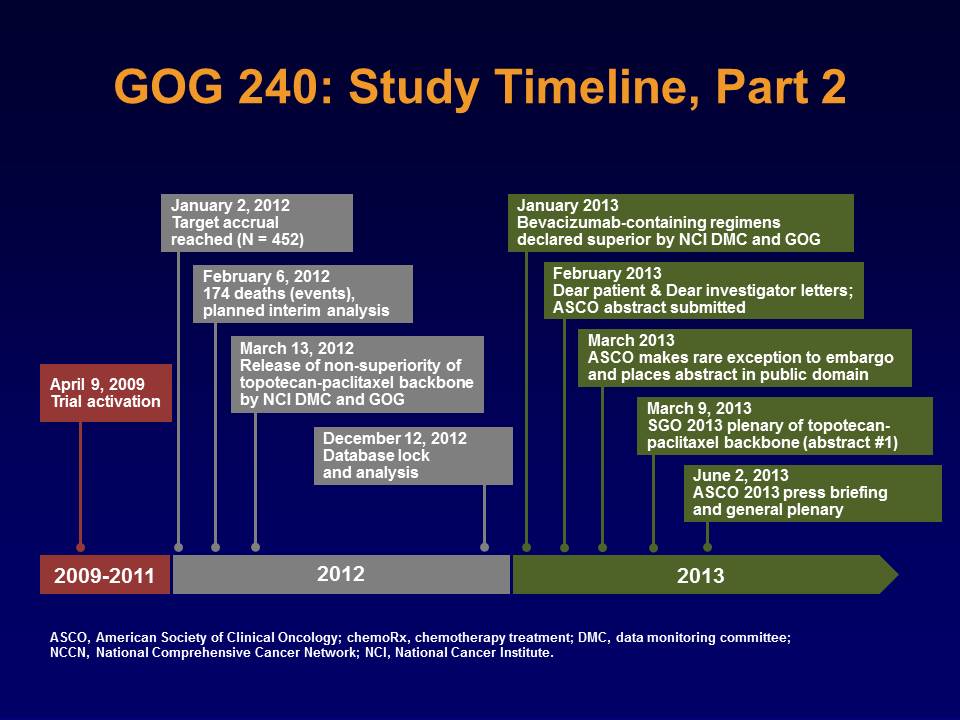 GOG 240: Study Timeline, Part 2
January 2, 2012
Target accrual
reached (N = 452)
February 6, 2012
174 deaths (events),
planned interim analysis
March 13, 2012
Release of non-superiority of
topotecan-paclitaxel backbone
by NCI DMC and GOG
April 9, 2009
Trial activation
December 12, 2012
Database lock
and analysis
January 2013
Bevacizumab-containing regimens
declared superior by NCI DMC and GOG
February 2013
Dear patient & Dear investigator letters;
ASCO abstract submitted
March 2013
ASCO makes rare exception to embargo
and places abstract in public domain
March 9, 2013
SGO 2013 plenary of topotecan-
paclitaxel backbone (abstract #1)
June 2, 2013
ASCO 2013 press briefing
and general plenary
2009-2011
2012
2013
ASCO, American Society of Clinical Oncology; chemoRx, chemotherapy treatment; DMC, data monitoring committee;
NCCN, National Comprehensive Cancer Network; NCI, National Cancer Institute.